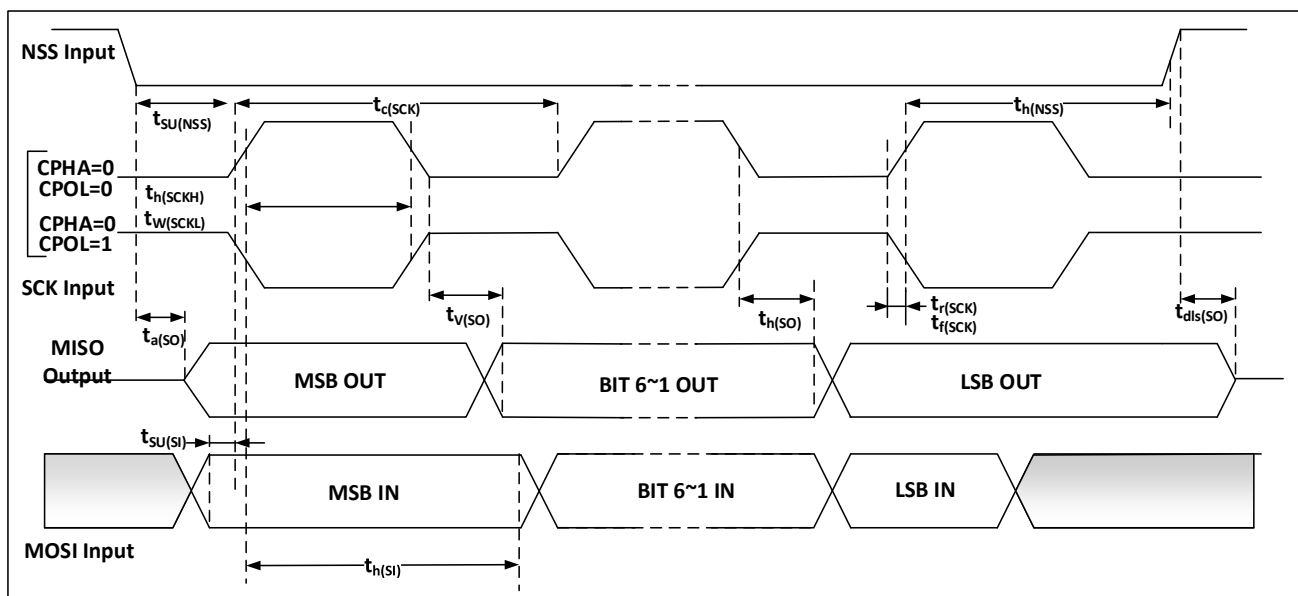 NSS Input
tSU(NSS)
tc(SCK)
th(NSS)
CPHA=0
CPOL=0
th(SCKH)
tW(SCKL)
CPHA=0
CPOL=1
SCK Input
ta(SO)
tV(SO)
th(SO)
tr(SCK)
tf(SCK)
tdls(SO)
MISO
Output
MSB OUT
BIT 6~1 OUT
LSB OUT
tSU(SI)
MSB IN
BIT 6~1 IN
LSB IN
MOSI Input
th(SI)